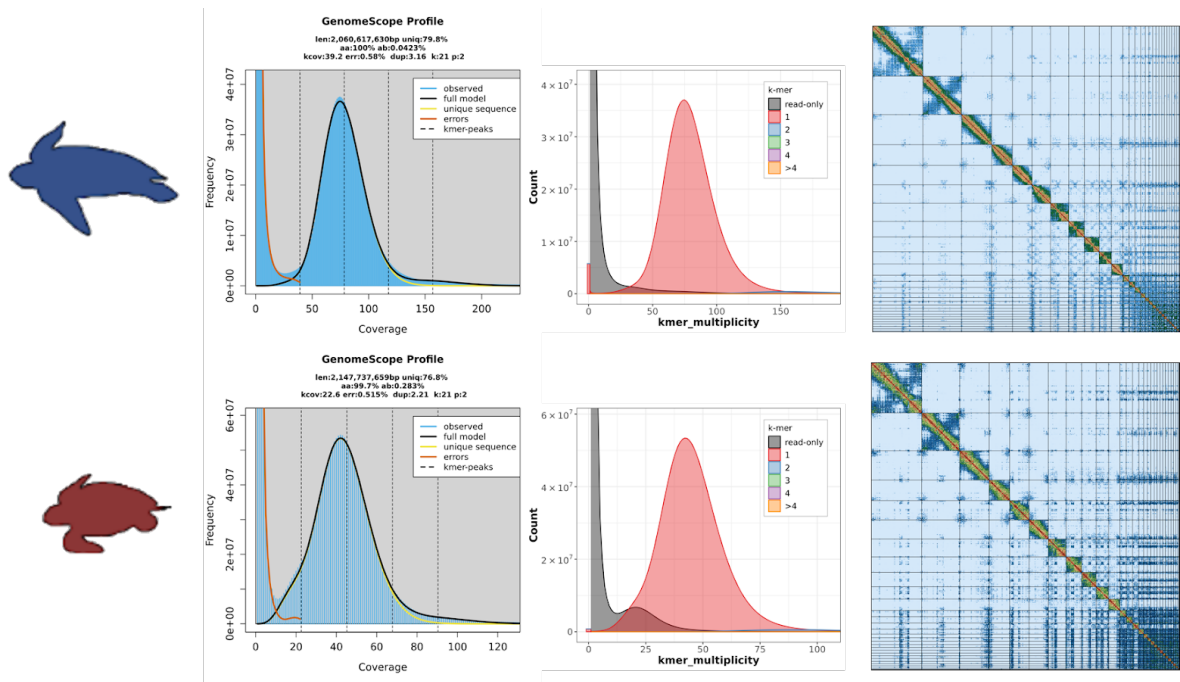 GenomeScope Profile
len:2,060,617,630bp uniq:79.8%
aa:100% ab:0.0423%
kcov:39.2 err:0.58% dup:3.16 k:21 p:2
Frequency
0e+00 1e+07 2e+07 3e+07 4e+07
observed
full model
unique sequence
errors
kmer-peaks
0 50 100 150 200
Coverage
Count
4 × 10⁷
3 × 10⁷
2 × 10⁷
1 × 10⁷
0
k-mer
read-only
1
2
3
4
>4
0 50 100 150
kmer_multiplicity
GenomeScope Profile
len:2,147,737,659bp uniq:76.8%
aa:99.7% ab:0.283%
kcov:22.6 err:0.515% dup:2.21 k:21 p:2
Frequency
0e+00 2e+07 4e+07 6e+07
observed
full model
unique sequence
errors
kmer-peaks
0 20 40 60 80 100 120
Coverage
Count
6 × 10⁷
4 × 10⁷
2 × 10⁷
0
k-mer
read-only
1
2
3
4
>4
0 25 50 75 100
kmer_multiplicity